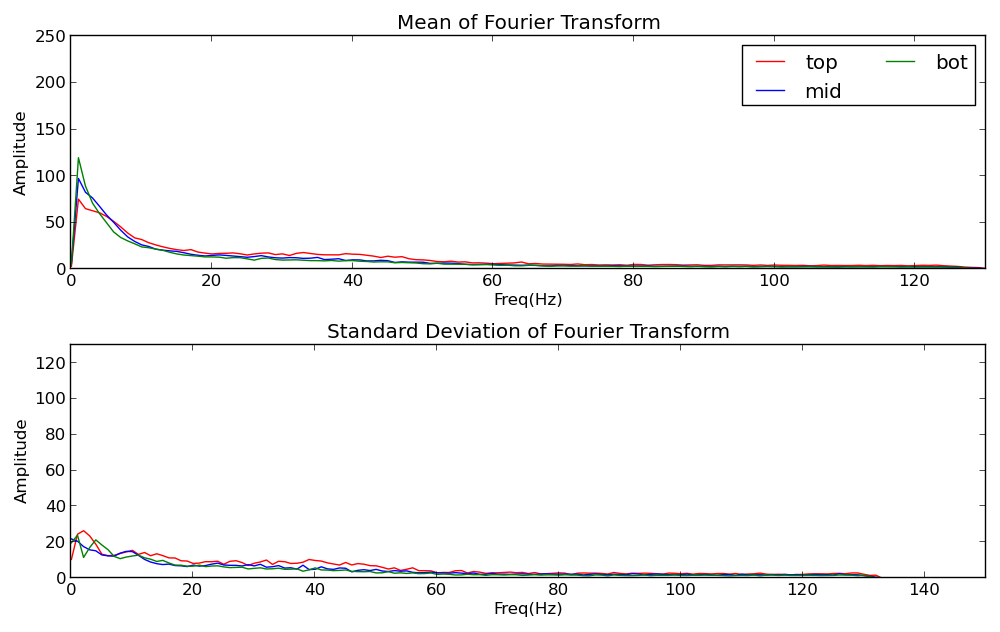 Mean of Fourier Transform
250
200
150
100
50
0
Amplitude
top
mid
bot
0 20 40 60 80 100 120
Freq(Hz)
Standard Deviation of Fourier Transform
120
100
80
60
40
20
0
Amplitude
0 20 40 60 80 100 120 140
Freq(Hz)